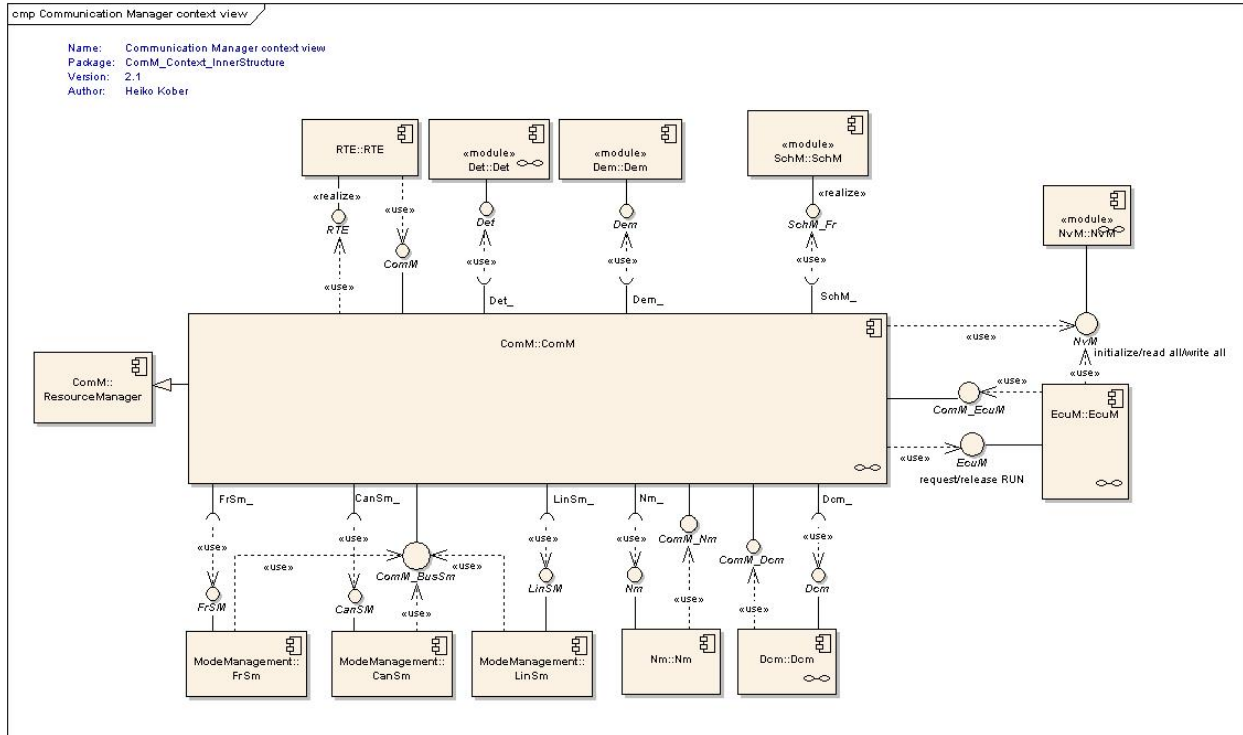 cmp Communication Manager context view
Name: Communication Manager context view
Package: ComM_Context_InnerStructure
Version: 2.1
Author: Heiko Kober
RTE::RTE
«module»
Det::Det
«module»
Dem::Dem
«module»
SchM::SchM
«module»
NvM::NvM
«realize»
RTE
«use»
«use»
ComM
Det
«use»
Det_
Dem
«use»
Dem_
«realize»
SchM_Fr
«use»
SchM_
ComM::ComM
ComM::
ResourceManager
«use»
NvM
initialize/read all/write all
«use»
«use»
ComM_EcuM
EcuM::EcuM
«use»
EcuM
request/release RUN
FrSm_
CanSm_
LinSm_
Nm_
Dcm_
«use»
«use»
«use»
«use»
«use»
«use»
«use»
ComM_BusSm
ComM_Nm
ComM_Dcm
FrSM
CanSM
«use»
LinSM
Nm
«use»
«use»
Dcm
ModeManagement::
FrSm
ModeManagement::
CanSm
ModeManagement::
LinSm
Nm::Nm
Dcm::Dcm